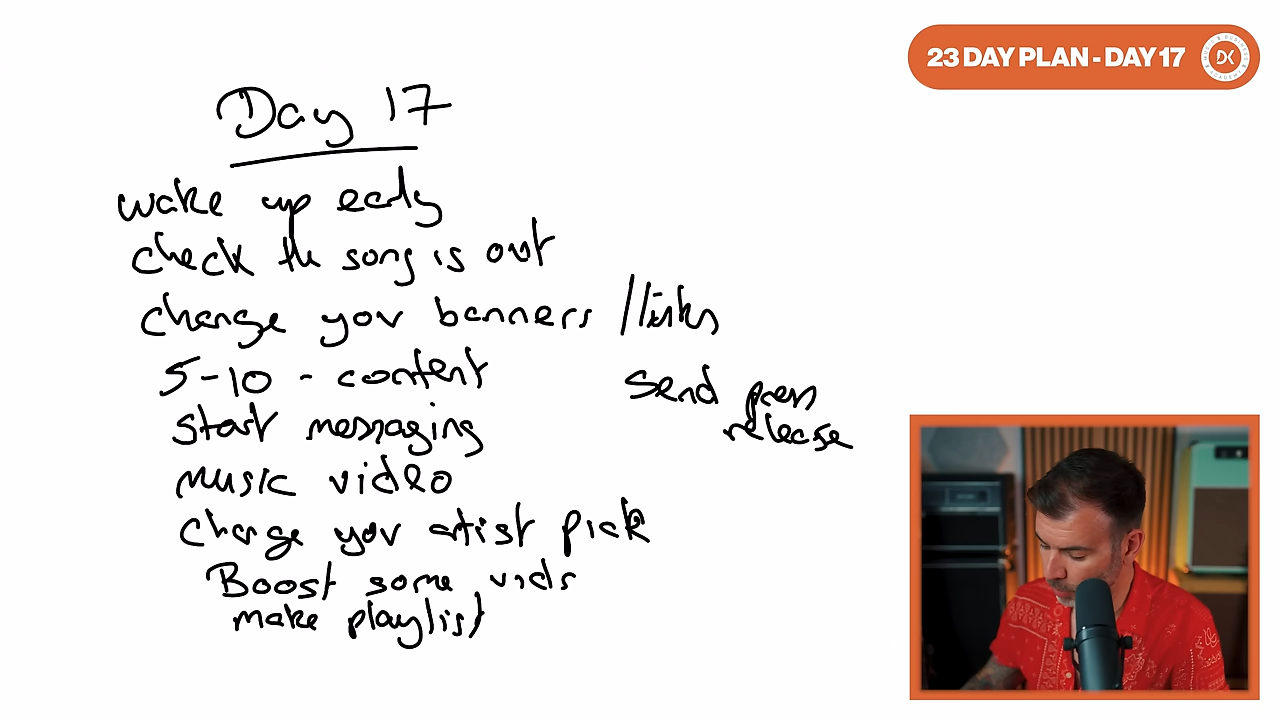 23 DAY PLAN - DAY 17
DK
Day 17
wake up early
check the song is out
change your banners / links
5-10 - content
Send press
release
start messaging
music video
change your artist pick
Boost some vids
make playlist